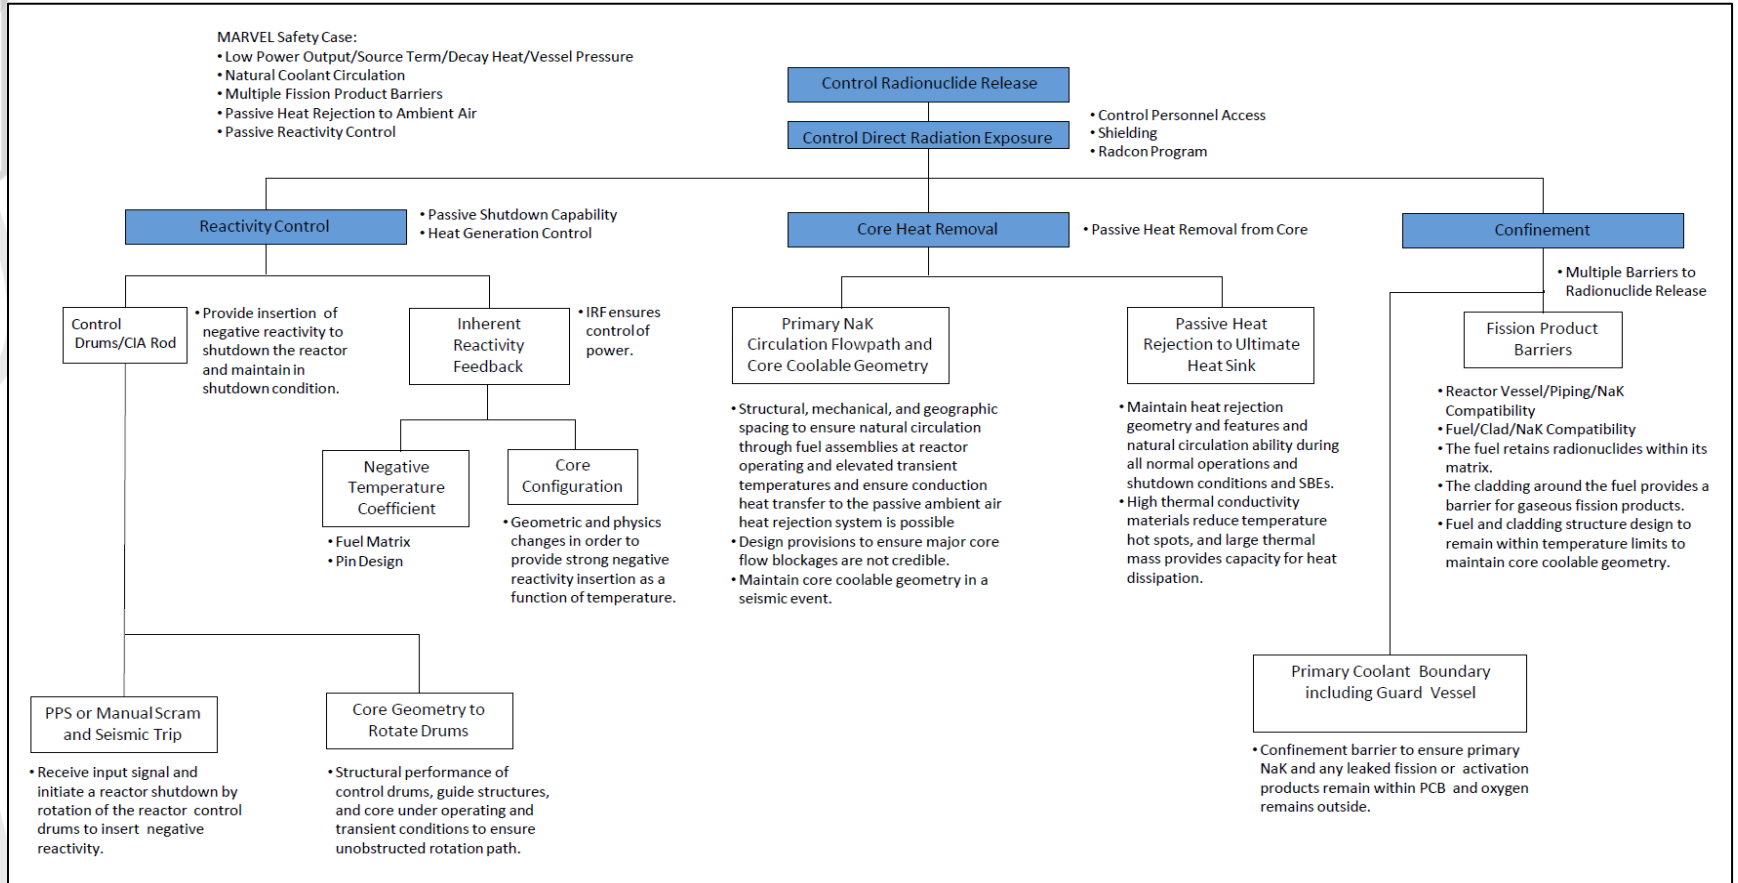 MARVEL Safety Case:
• Low Power Output/Source Term/Decay Heat/Vessel Pressure
• Natural Coolant Circulation
• Multiple Fission Product Barriers
• Passive Heat Rejection to Ambient Air
• Passive Reactivity Control
Control Radionuclide Release
Control Direct Radiation Exposure
• Control Personnel Access
• Shielding
• Radcon Program
Reactivity Control
• Passive Shutdown Capability
• Heat Generation Control
Core Heat Removal
• Passive Heat Removal from Core
Confinement
• Multiple Barriers to
Radionuclide Release
Control
Drums/CIA Rod
• Provide insertion of
negative reactivity to
shutdown the reactor
and maintain in
shutdown condition.
Inherent
Reactivity
Feedback
• IRF ensures
control of
power.
Primary NaK
Circulation Flowpath and
Core Coolable Geometry
Passive Heat
Rejection to Ultimate
Heat Sink
Fission Product
Barriers
Negative
Temperature
Coefficient
• Fuel Matrix
• Pin Design
Core
Configuration
• Geometric and physics
changes in order to
provide strong negative
reactivity insertion as a
function of temperature.
• Structural, mechanical, and geographic
spacing to ensure natural circulation
through fuel assemblies at reactor
operating and elevated transient
temperatures and ensure conduction
heat transfer to the passive ambient air
heat rejection system is possible
• Design provisions to ensure major core
flow blockages are not credible.
• Maintain core coolable geometry in a
seismic event.
• Maintain heat rejection
geometry and features and
natural circulation ability during
all normal operations and
shutdown conditions and SBEs.
• High thermal conductivity
materials reduce temperature
hot spots, and large thermal
mass provides capacity for heat
dissipation.
• Reactor Vessel/Piping/NaK
Compatibility
• Fuel/Clad/NaK Compatibility
• The fuel retains radionuclides within its
matrix.
• The cladding around the fuel provides a
barrier for gaseous fission products.
• Fuel and cladding structure design to
remain within temperature limits to
maintain core coolable geometry.
PPS or Manual Scram
and Seismic Trip
• Receive input signal and
initiate a reactor shutdown by
rotation of the reactor control
drums to insert negative
reactivity.
Core Geometry to
Rotate Drums
• Structural performance of
control drums, guide structures,
and core under operating and
transient conditions to ensure
unobstructed rotation path.
Primary Coolant Boundary
including Guard Vessel
• Confinement barrier to ensure primary
NaK and any leaked fission or activation
products remain within PCB and oxygen
remains outside.